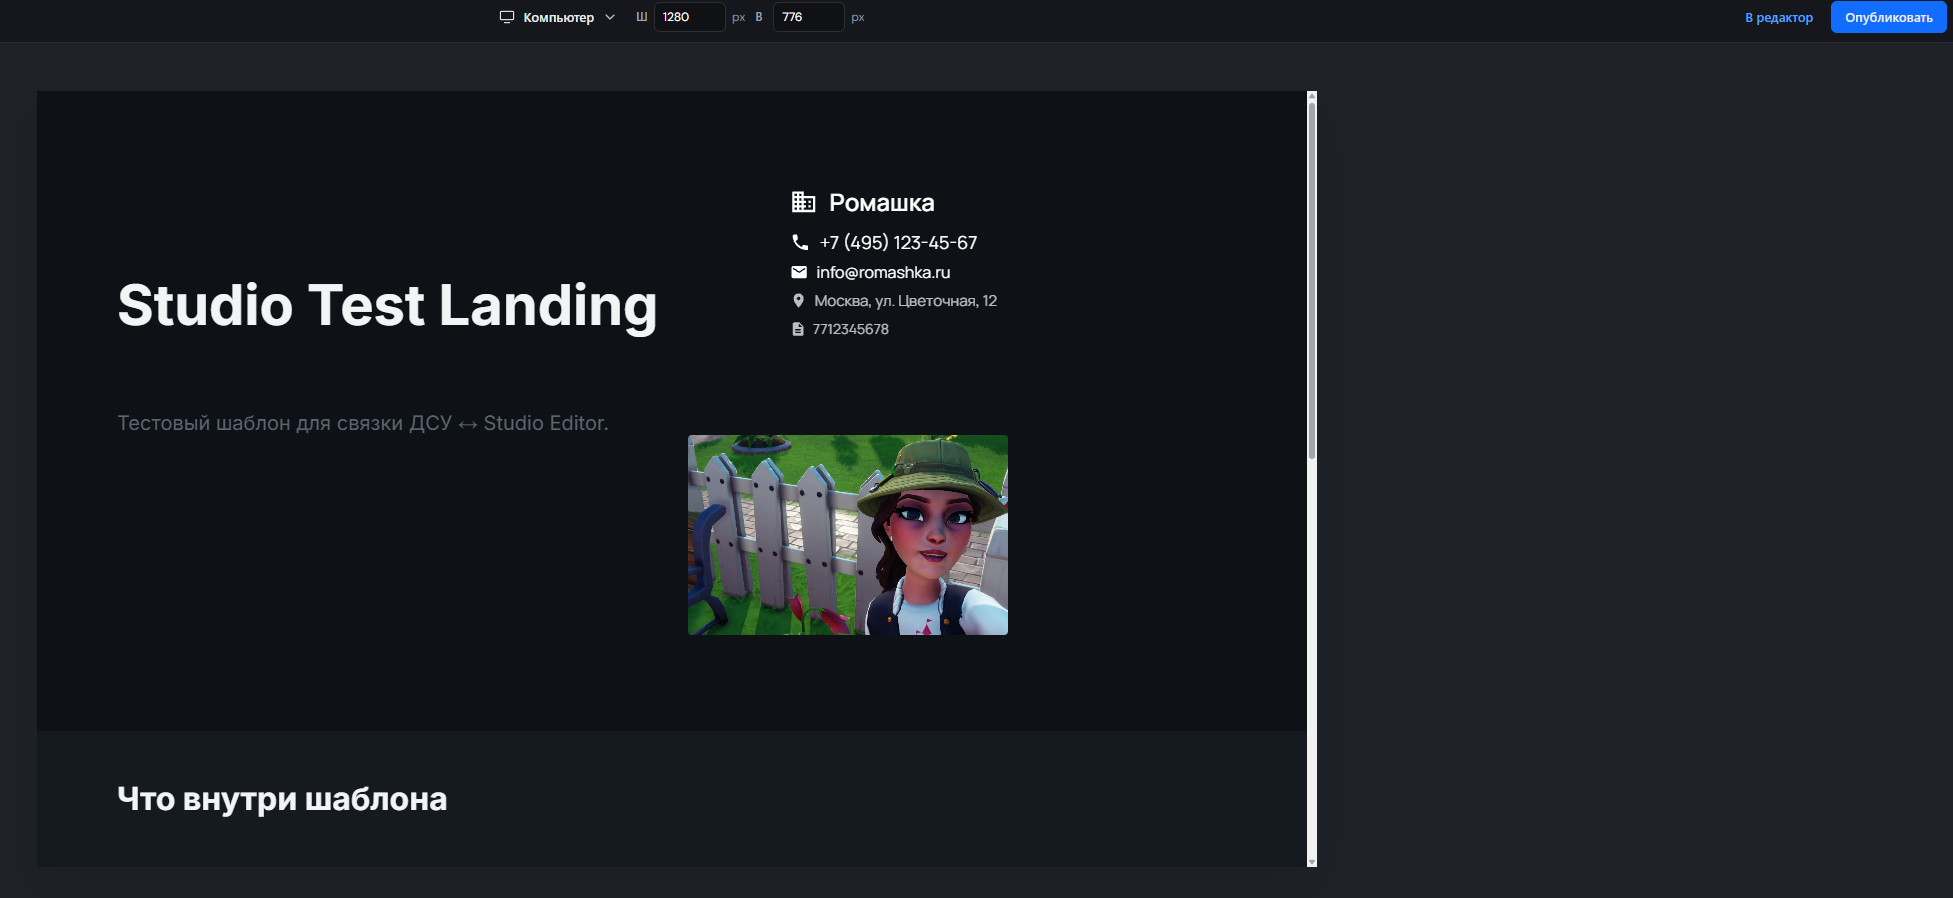 Компьютер Ш 1280 px В 776 px В редактор Опубликовать
Ромашка
+7 (495) 123-45-67
info@romashka.ru
Москва, ул. Цветочная, 12
7712345678
Studio Test Landing
Тестовый шаблон для связки ДСУ ↔ Studio Editor.
Что внутри шаблона